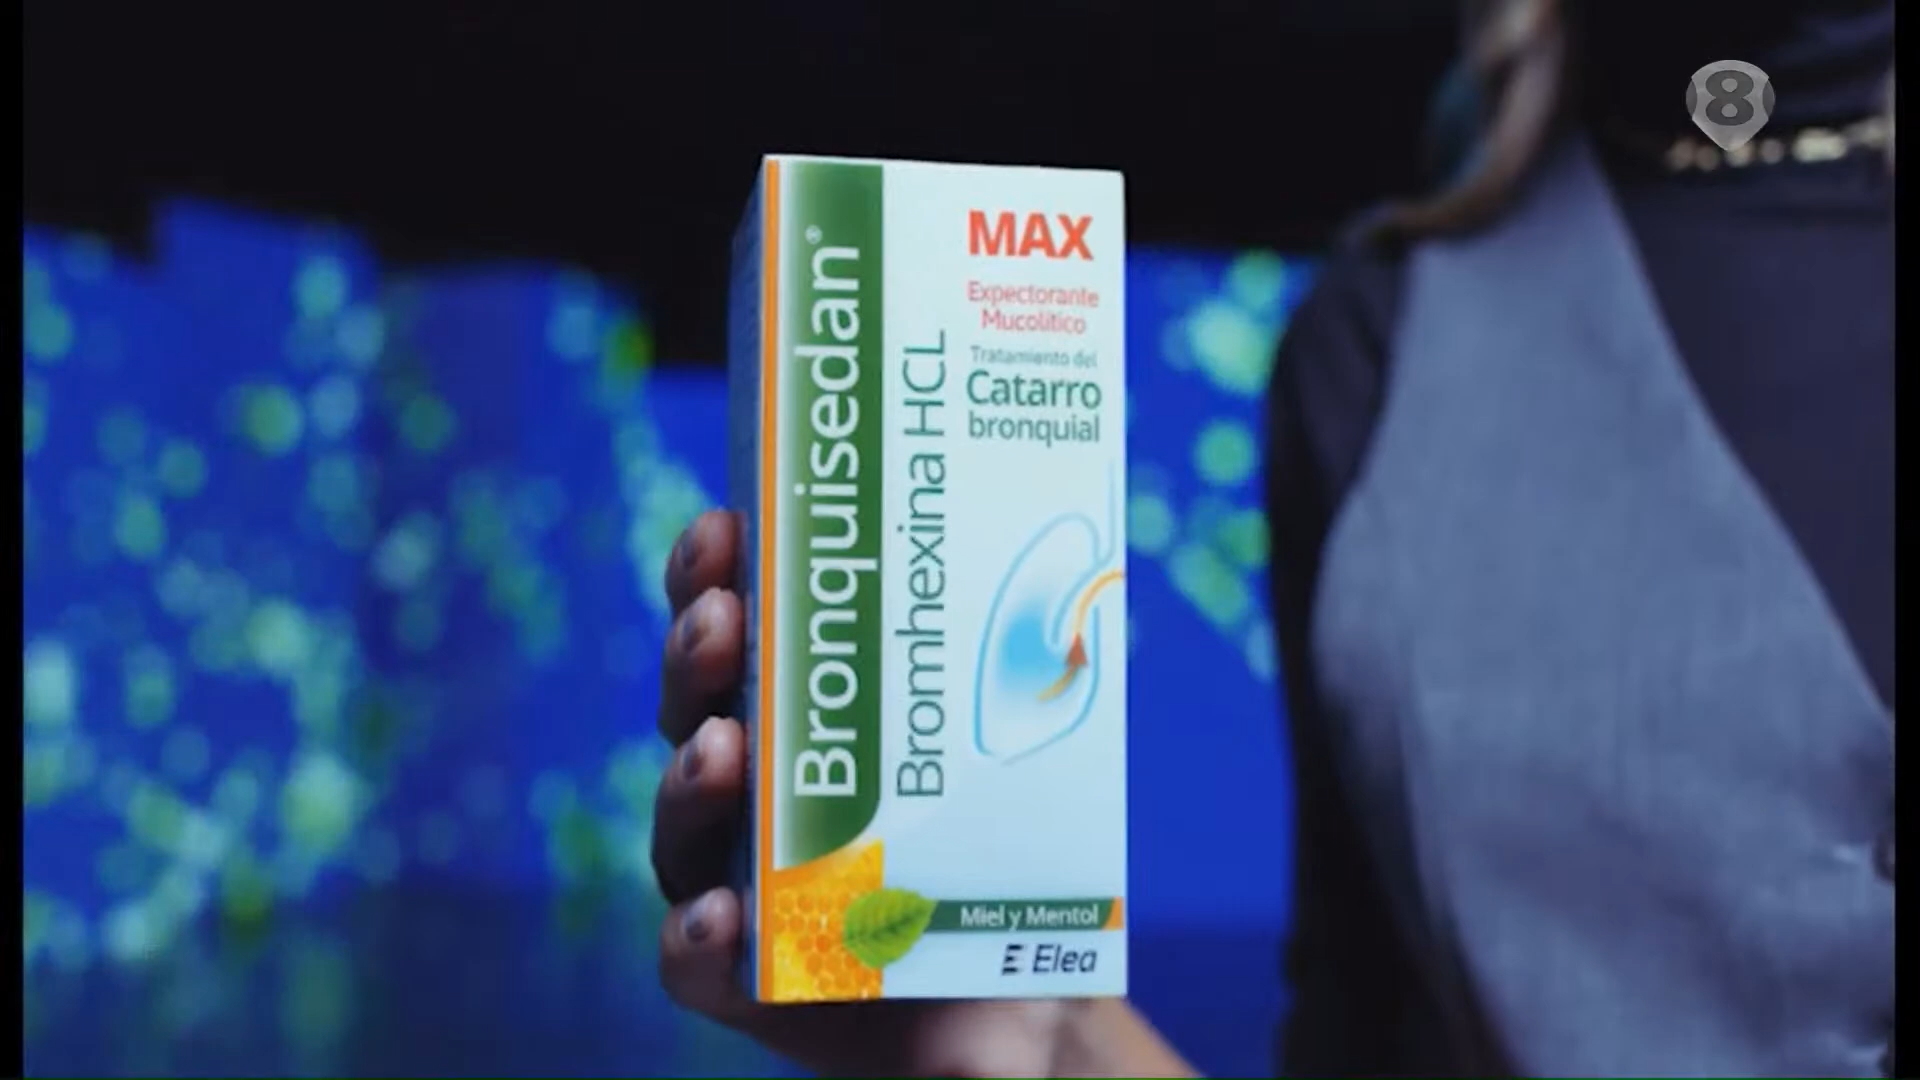 8
Bronquisedan®
Bromhexina HCL
MAX
Expectorante
Mucolítico
Tratamiento del
Catarro
bronquial
Miel y Mentol
Elea